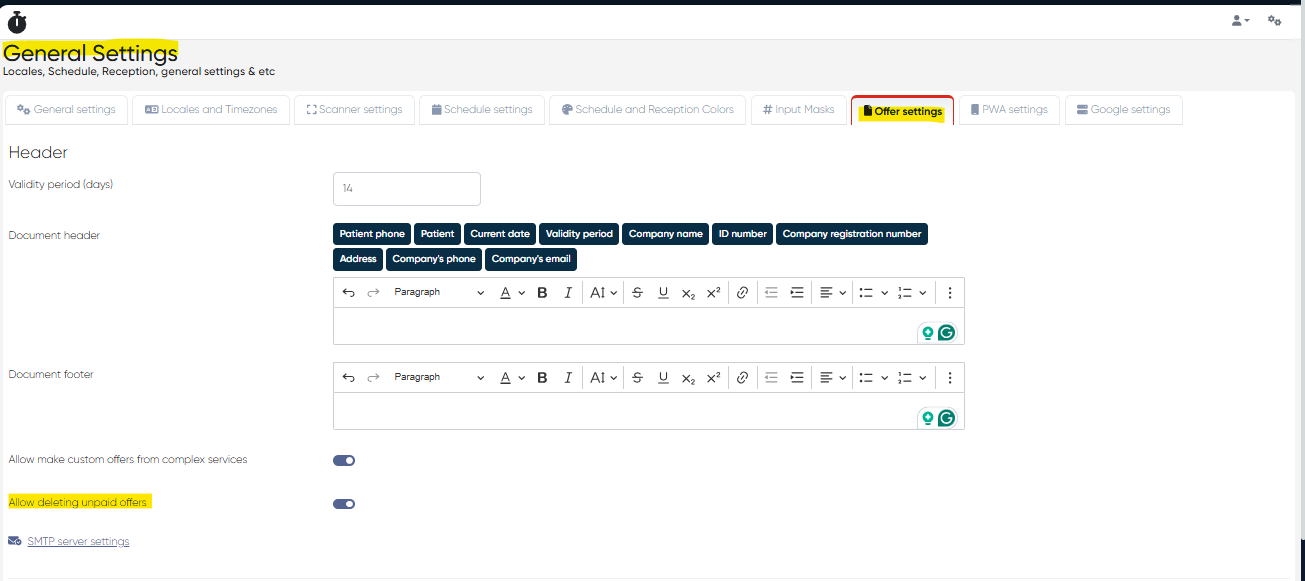 General Settings
Locales, Schedule, Reception, general settings & etc
General settings
Locales and Timezones
Scanner settings
Schedule settings
Schedule and Reception Colors
Input Masks
Offer settings
PWA settings
Google settings
Header
Validity period (days)
14
Document header
Patient phone Patient Current date Validity period Company name ID number Company registration number
Address Company's phone Company's email
Paragraph
Document footer
Paragraph
Allow make custom offers from complex services
Allow deleting unpaid offers
SMTP server settings